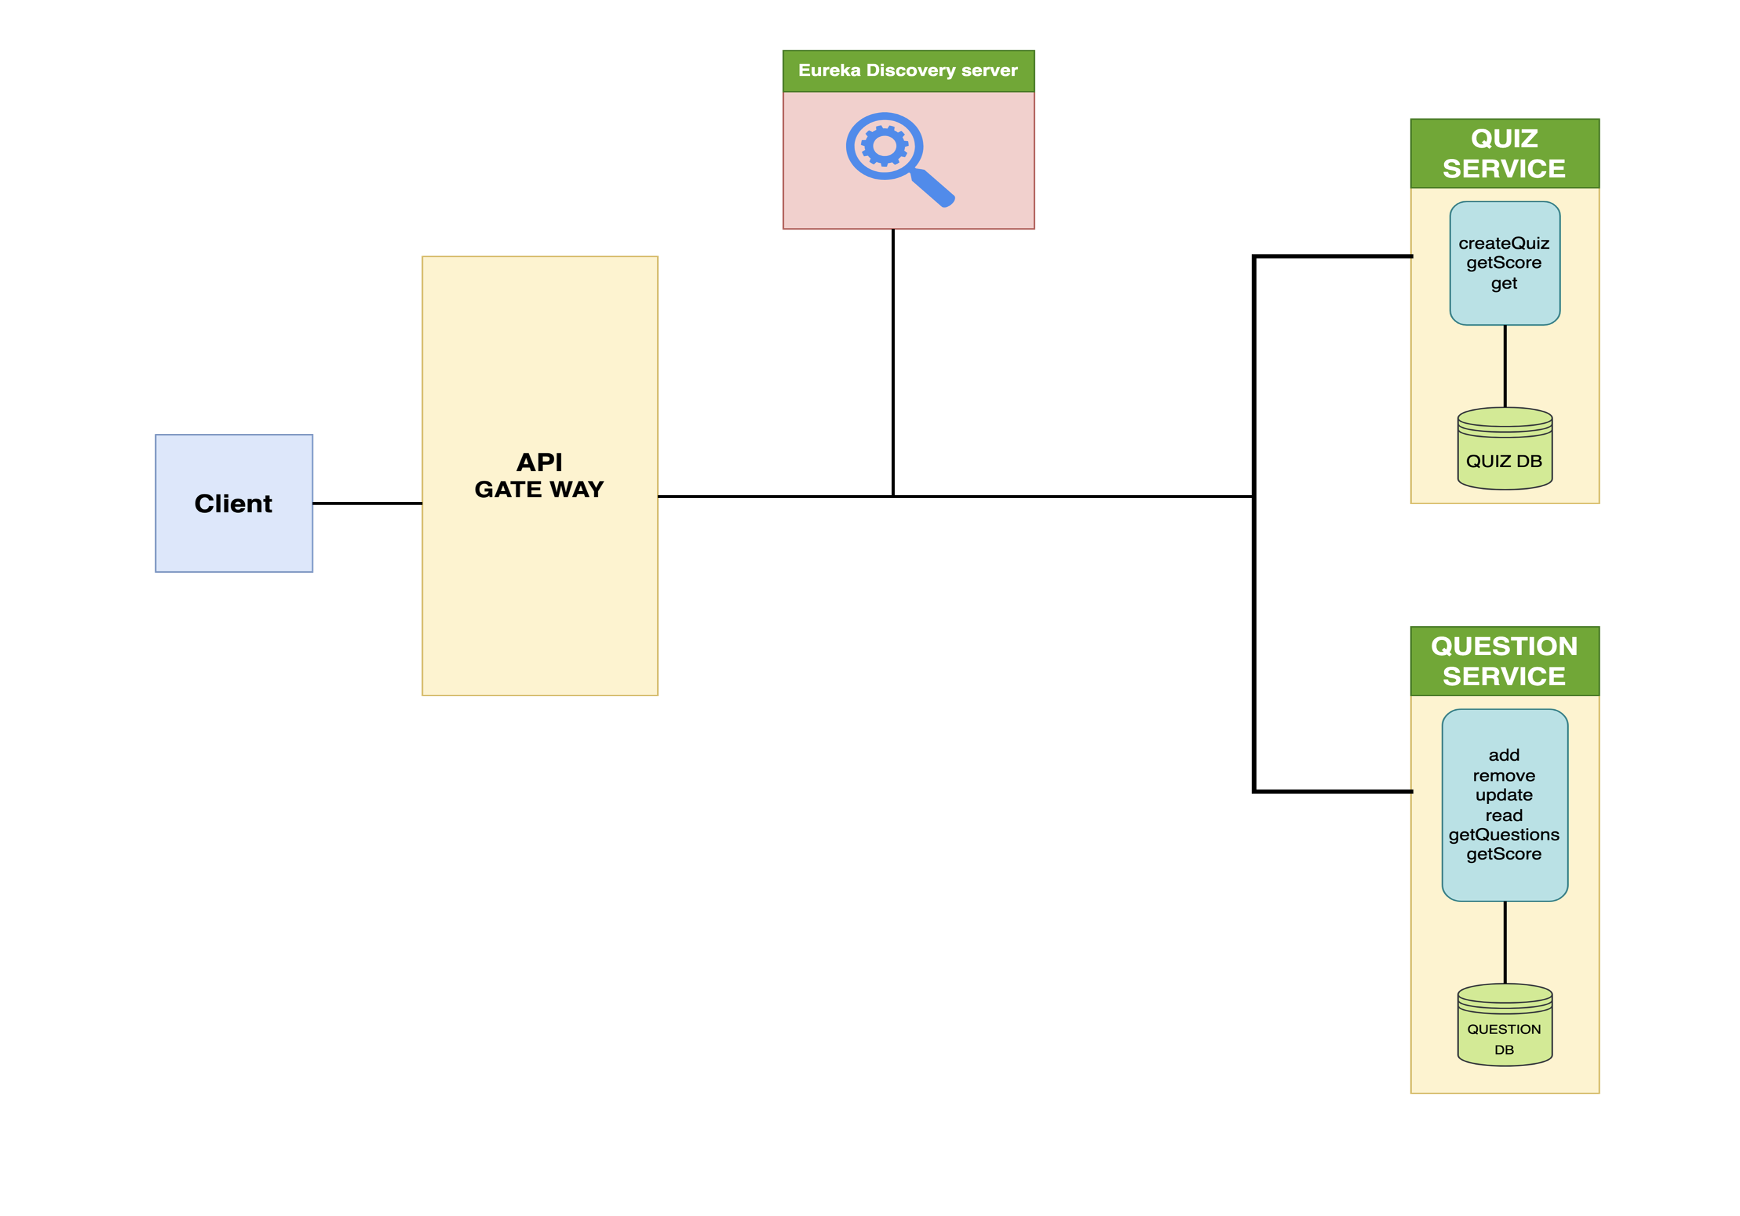 Eureka Discovery server
QUIZ
SERVICE
createQuiz
getScore
get
QUIZ DB
API
GATE WAY
Client
QUESTION
SERVICE
add
remove
update
read
getQuestions
getScore
QUESTION
DB